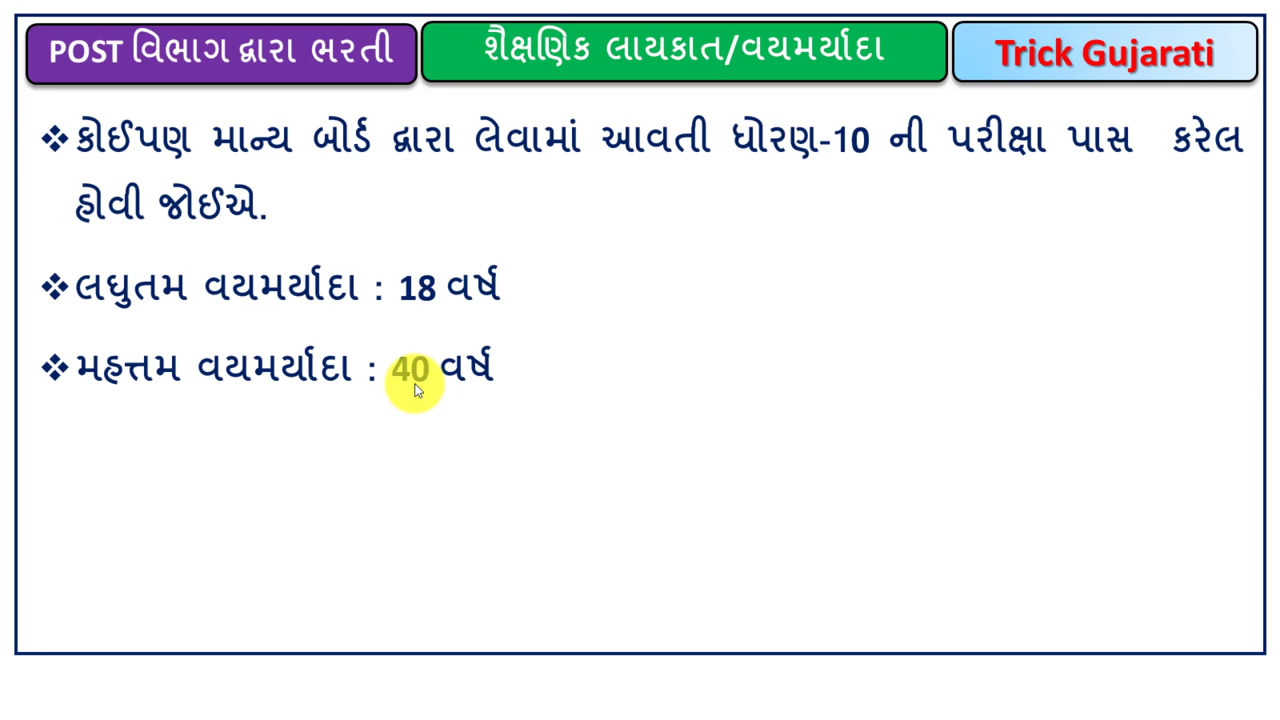 POST વિભાગ દ્વારા ભરતી
શૈક્ષણિક લાયકાત/વયમર્યાદા
Trick Gujarati
❖કોઈપણ માન્ય બોર્ડ દ્વારા લેવામાં આવતી ધોરણ-10 ની પરીક્ષા પાસ કરેલ
હોવી જોઈએ.
❖લઘુતમ વયમર્યાદા : 18 વર્ષ
❖મહત્તમ વયમર્યાદા : 40 વર્ષ